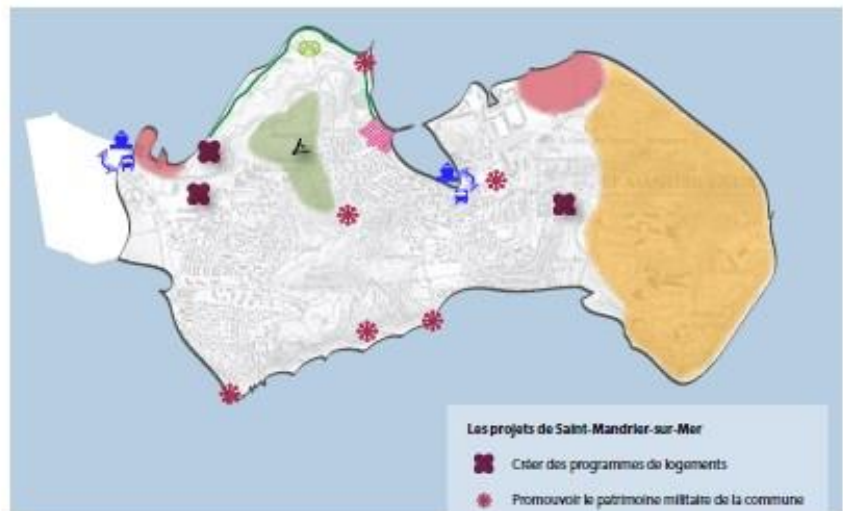 Les projets de Saint-Mandrier-sur-Mer
Créer des programmes de logements
Promouvoir le patrimoine militaire de la commune